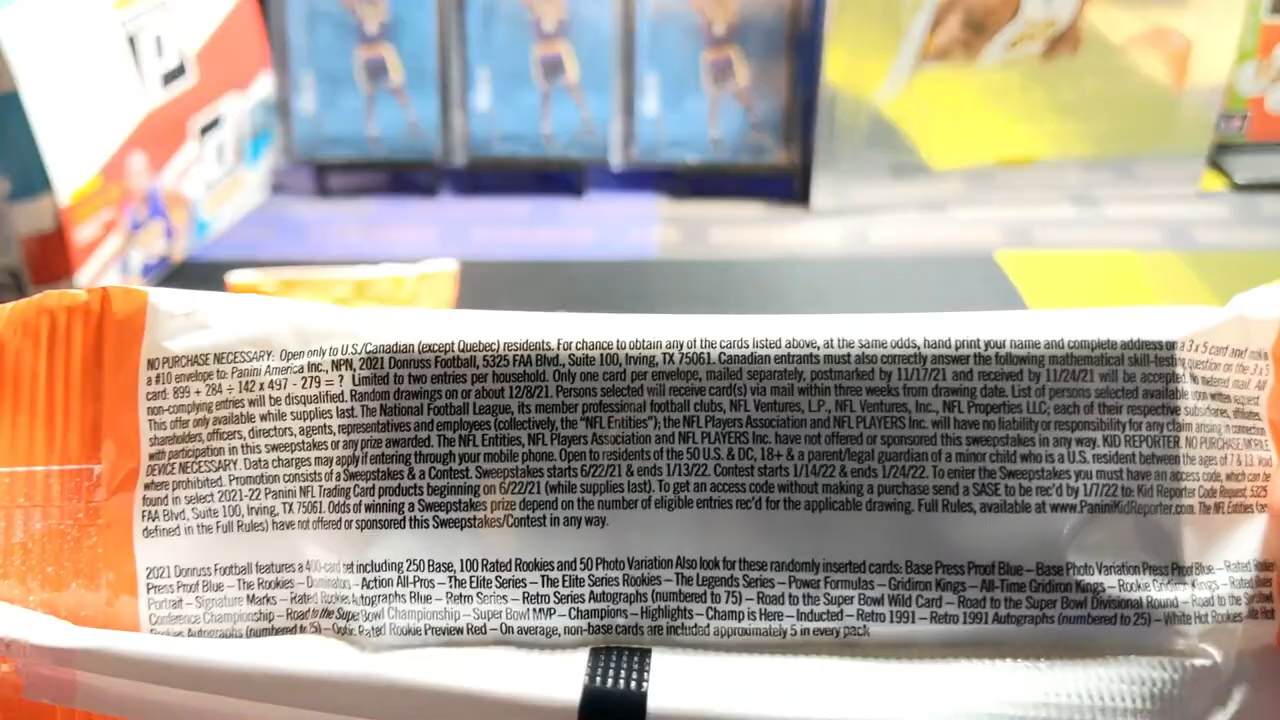 NO PURCHASE NECESSARY: Open only to U.S./Canadian (except Quebec) residents. For chance to obtain any of the cards listed above, at the same odds, hand print your name and complete address on a 3 x 5 card and mail in
a #10 envelope to: Panini America Inc., NPN, 2021 Donruss Football, 5325 FAA Blvd., Suite 100, Irving, TX 75061. Canadian entrants must also correctly answer the following mathematical skill-testing question on the 3 x 5
card: 899 + 284 ÷ 142 x 497 - 279 = ? Limited to two entries per household. Only one card per envelope, mailed separately, postmarked by 11/17/21 and received by 11/24/21 will be accepted. No metered mail. All
non-complying entries will be disqualified. Random drawings on or about 12/8/21. Persons selected will receive card(s) via mail within three weeks from drawing date. List of persons selected available upon written request.
This offer only available while supplies last. The National Football League, its member professional football clubs, NFL Ventures, L.P., NFL Ventures, Inc., NFL Properties LLC; each of their respective subsidiaries, affiliates,
shareholders, officers, directors, agents, representatives and employees (collectively, the “NFL Entities”); the NFL Players Association and NFL PLAYERS Inc. will have no liability or responsibility for any claim arising in connection
with participation in this sweepstakes or any prize awarded. The NFL Entities, NFL Players Association and NFL PLAYERS Inc. have not offered or sponsored this sweepstakes in any way. KID REPORTER. NO PURCHASE/MOBILE
DEVICE NECESSARY. Data charges may apply if entering through your mobile phone. Open to residents of the 50 U.S. & DC, 18+ & a parent/legal guardian of a minor child who is a U.S. resident between the ages of 7 & 13. Void
where prohibited. Promotion consists of a Sweepstakes & a Contest. Sweepstakes starts 6/22/21 & ends 1/13/22. Contest starts 1/14/22 & ends 1/24/22. To enter the Sweepstakes you must have an access code, which can be
found in select 2021-22 Panini NFL Trading Card products beginning on 6/22/21 (while supplies last). To get an access code without making a purchase send a SASE to be rec'd by 1/7/22 to: Kid Reporter Code Request, 5325
FAA Blvd, Suite 100, Irving, TX 75061. Odds of winning a Sweepstakes prize depend on the number of eligible entries rec'd for the applicable drawing. Full Rules, available at www.PaniniKidReporter.com. The NFL Entities (as
defined in the Full Rules) have not offered or sponsored this Sweepstakes/Contest in any way.
2021 Donruss Football features a 400-card set including 250 Base, 100 Rated Rookies and 50 Photo Variation Also look for these randomly inserted cards: Base Press Proof Blue – Base Photo Variation Press Proof Blue – Rated Rookies
Press Proof Blue – The Rookies – Dominators – Action All-Pros – The Elite Series – The Elite Series Rookies – The Legends Series – Power Formulas – Gridiron Kings – All-Time Gridiron Kings – Rookie Gridiron Kings – Rated Rookies
Portrait – Signature Marks – Rated Rookies Autographs Blue – Retro Series – Retro Series Autographs (numbered to 75) – Road to the Super Bowl Wild Card – Road to the Super Bowl Divisional Round – Road to the Super Bowl
Conference Championship – Road to the Super Bowl Championship – Super Bowl MVP – Champions – Highlights – Champ is Here – Inducted – Retro 1991 – Retro 1991 Autographs (numbered to 25) – White Hot Rookies – White Hot
Rookies Autographs (numbered to 25) – Optic Rated Rookie Preview Red – On average, non-base cards are included approximately 5 in every pack